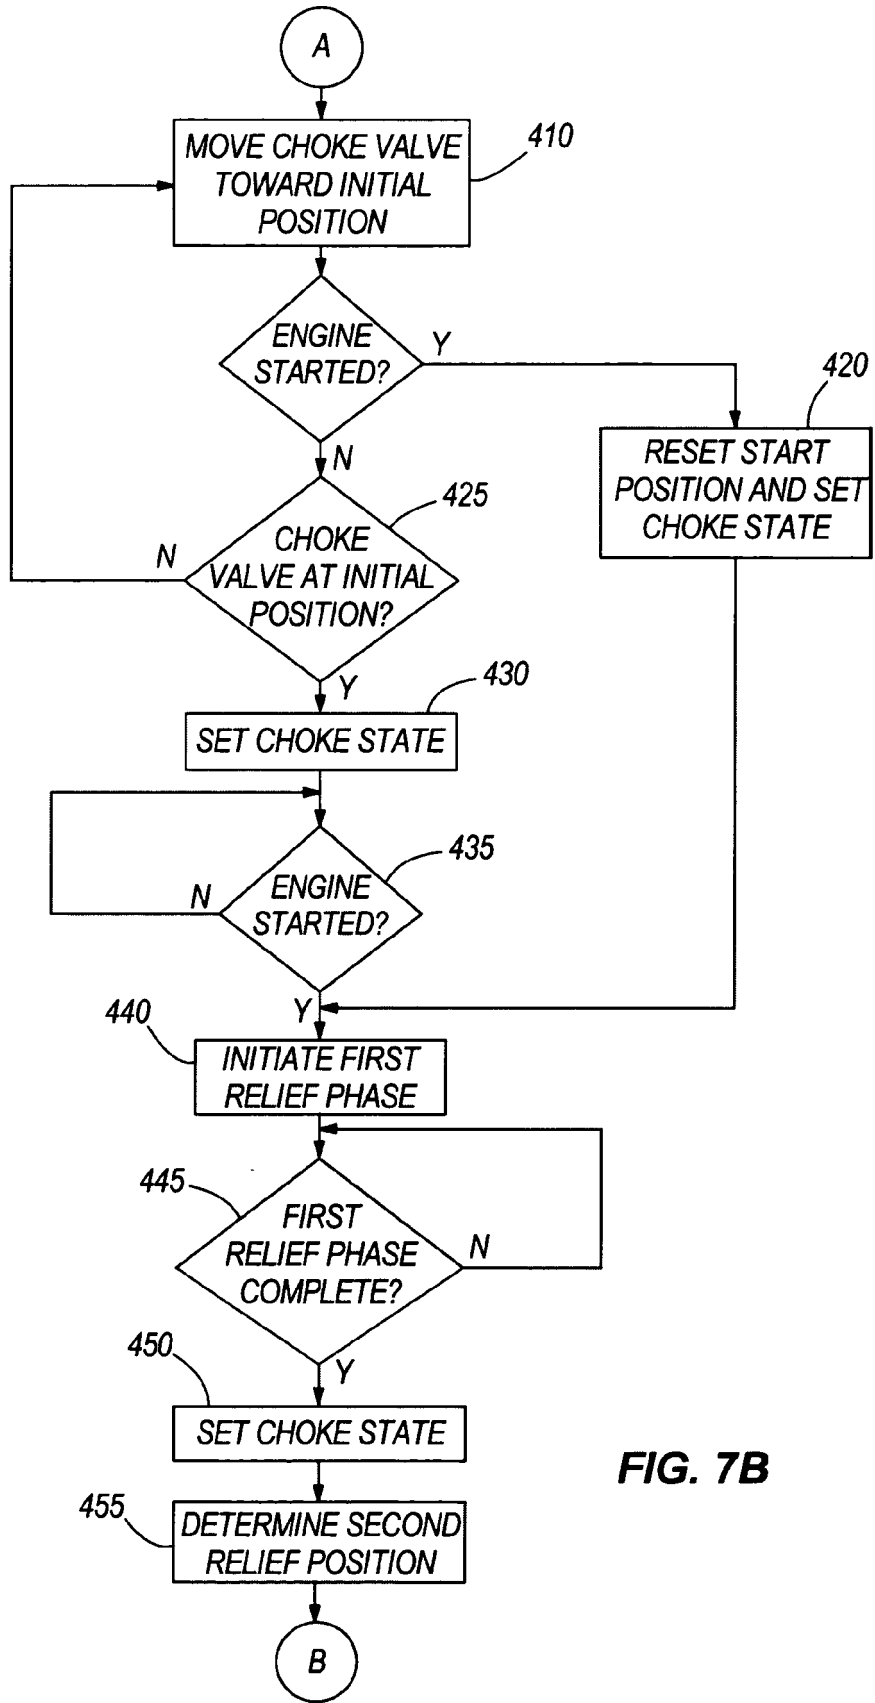 A
MOVE CHOKE VALVE
TOWARD INITIAL
POSITION
410
ENGINE
STARTED?
Y
N
420
RESET START
POSITION AND SET
CHOKE STATE
425
CHOKE
VALVE AT INITIAL
POSITION?
N
Y
430
SET CHOKE STATE
435
ENGINE
STARTED?
N
Y
440
INITIATE FIRST
RELIEF PHASE
445
FIRST
RELIEF PHASE
COMPLETE?
N
Y
450
SET CHOKE STATE
FIG. 7B
455
DETERMINE SECOND
RELIEF POSITION
B